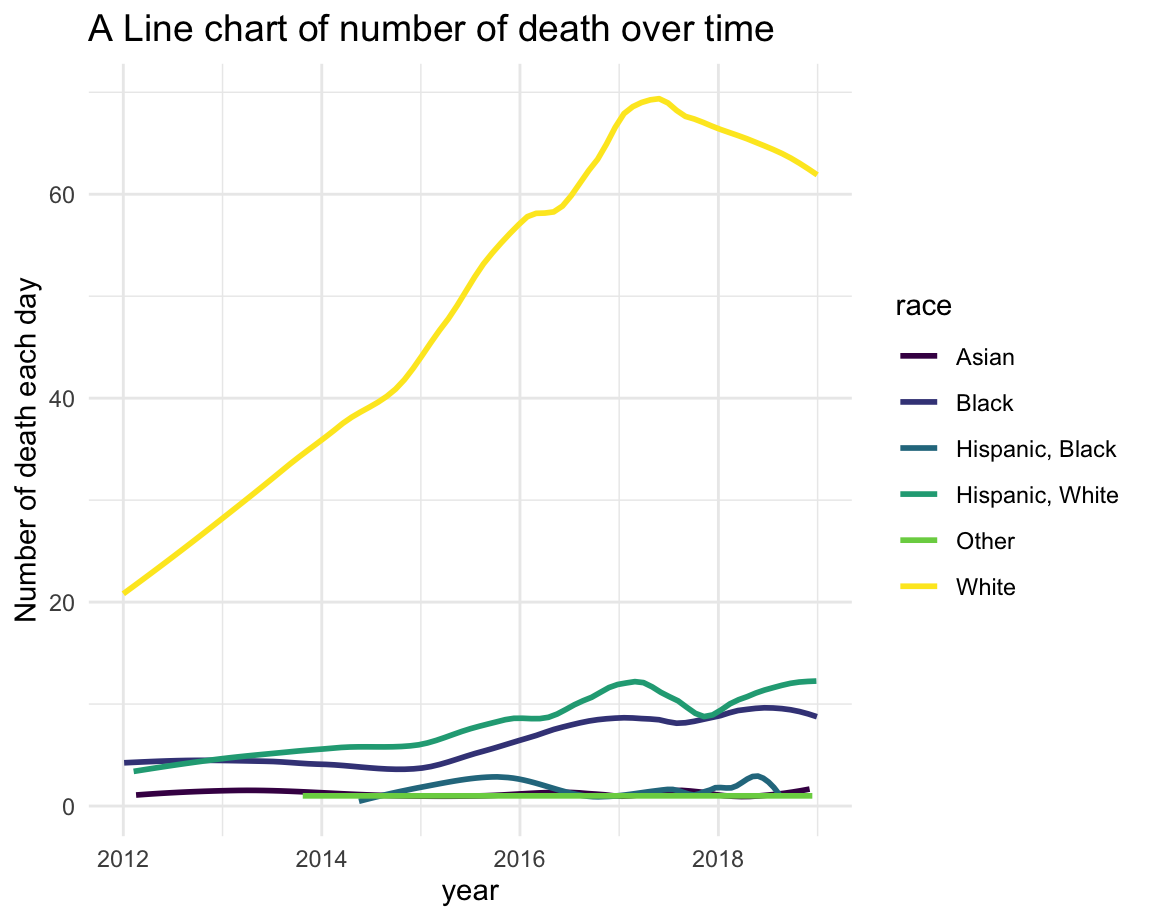 A Line chart of number of death over time
Number of death each day
60
40
20
0
2012
2014
2016
2018
year
race
Asian
Black
Hispanic, Black
Hispanic, White
Other
White